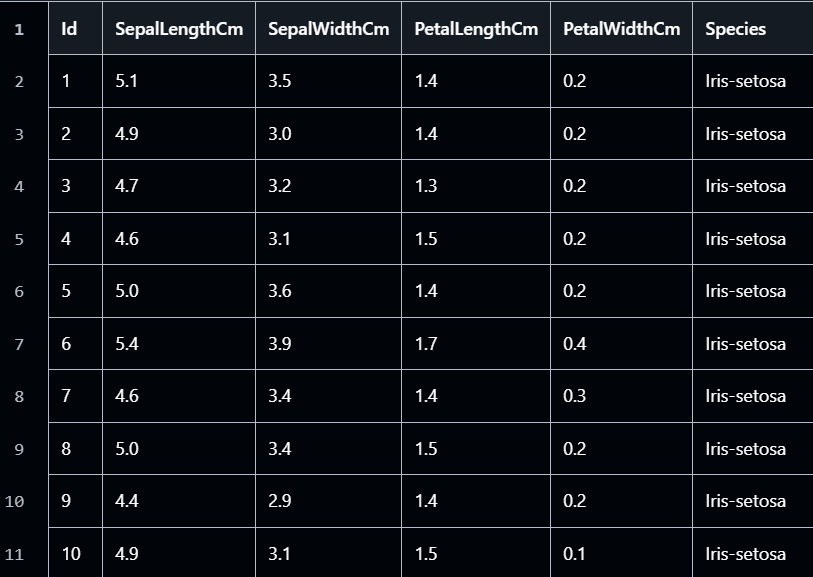 1 Id SepalLengthCm SepalWidthCm PetalLengthCm PetalWidthCm Species
2 1 5.1 3.5 1.4 0.2 Iris-setosa
3 2 4.9 3.0 1.4 0.2 Iris-setosa
4 3 4.7 3.2 1.3 0.2 Iris-setosa
5 4 4.6 3.1 1.5 0.2 Iris-setosa
6 5 5.0 3.6 1.4 0.2 Iris-setosa
7 6 5.4 3.9 1.7 0.4 Iris-setosa
8 7 4.6 3.4 1.4 0.3 Iris-setosa
9 8 5.0 3.4 1.5 0.2 Iris-setosa
10 9 4.4 2.9 1.4 0.2 Iris-setosa
11 10 4.9 3.1 1.5 0.1 Iris-setosa